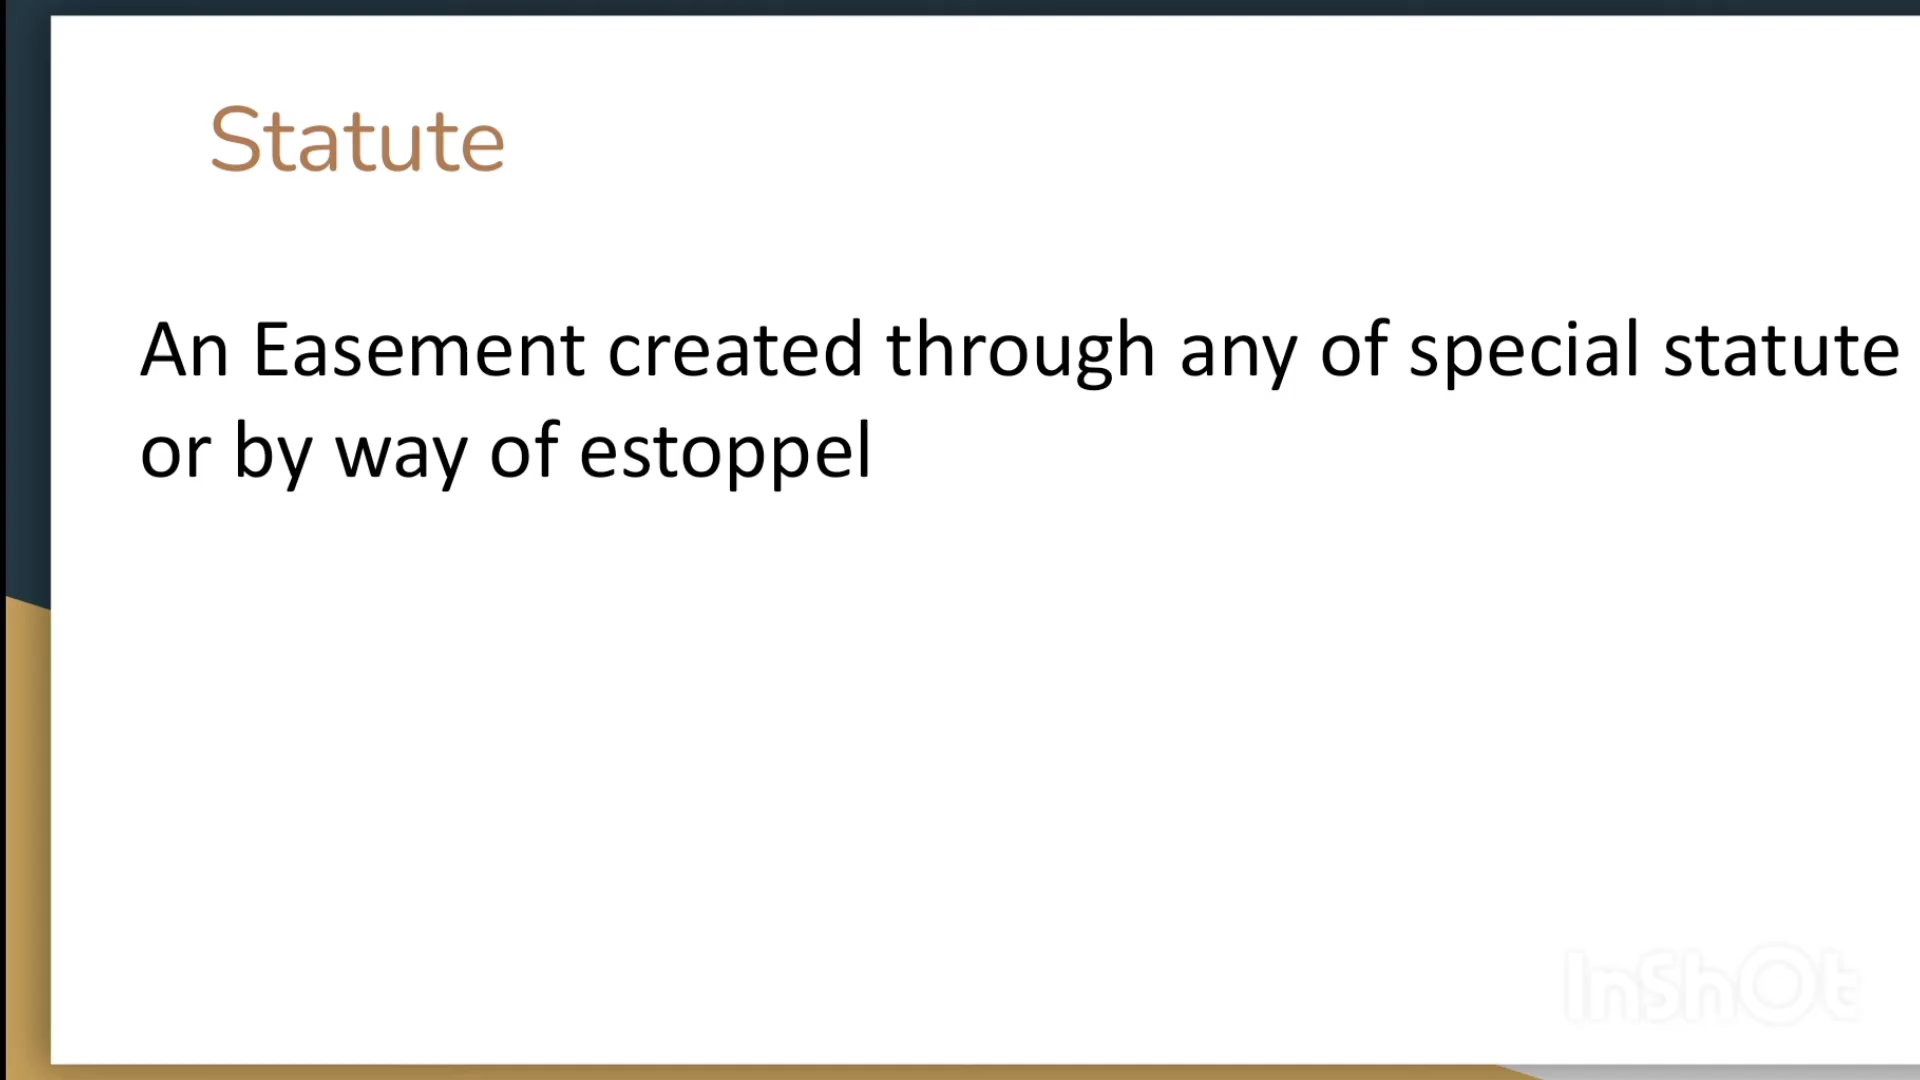 Statute
An Easement created through any of special statute
or by way of estoppel
InShOt